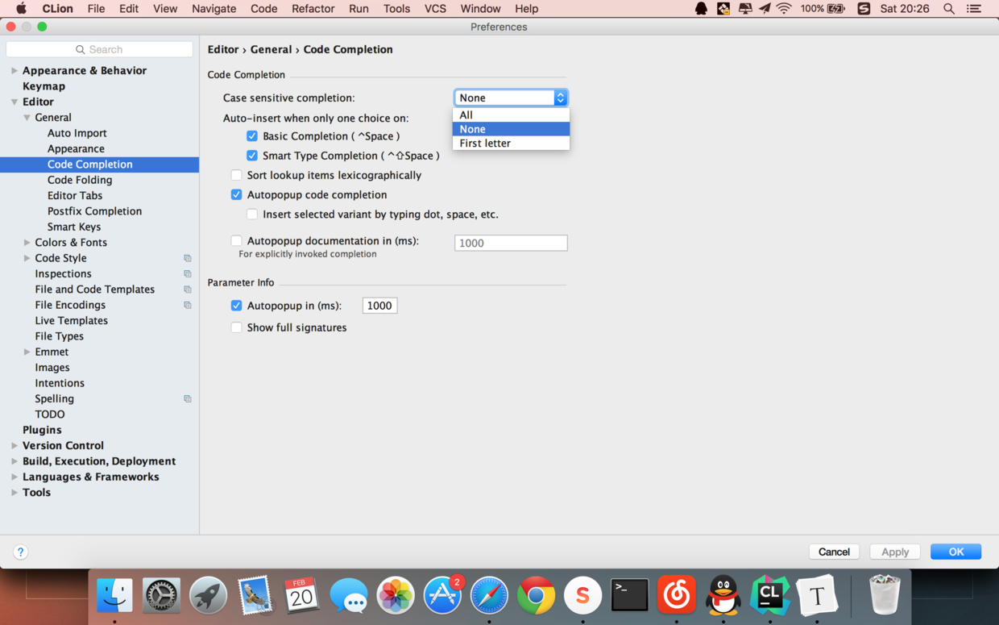 CLion File Edit View Navigate Code Refactor Run Tools VCS Window Help 100% Sat 20:26
Preferences
Search
Appearance & Behavior
Keymap
Editor
General
Auto Import
Appearance
Code Completion
Code Folding
Editor Tabs
Postfix Completion
Smart Keys
Colors & Fonts
Code Style
Inspections
File and Code Templates
File Encodings
Live Templates
File Types
Emmet
Images
Intentions
Spelling
TODO
Plugins
Version Control
Build, Execution, Deployment
Languages & Frameworks
Tools
Editor › General › Code Completion
Code Completion
Case sensitive completion: None
All
None
First letter
Auto-insert when only one choice on:
Basic Completion ( ^Space )
Smart Type Completion ( ^⇧Space )
Sort lookup items lexicographically
Autopopup code completion
Insert selected variant by typing dot, space, etc.
Autopopup documentation in (ms): 1000
For explicitly invoked completion
Parameter Info
Autopopup in (ms): 1000
Show full signatures
? Cancel Apply OK
FEB
20
2
S
>_
CL
T